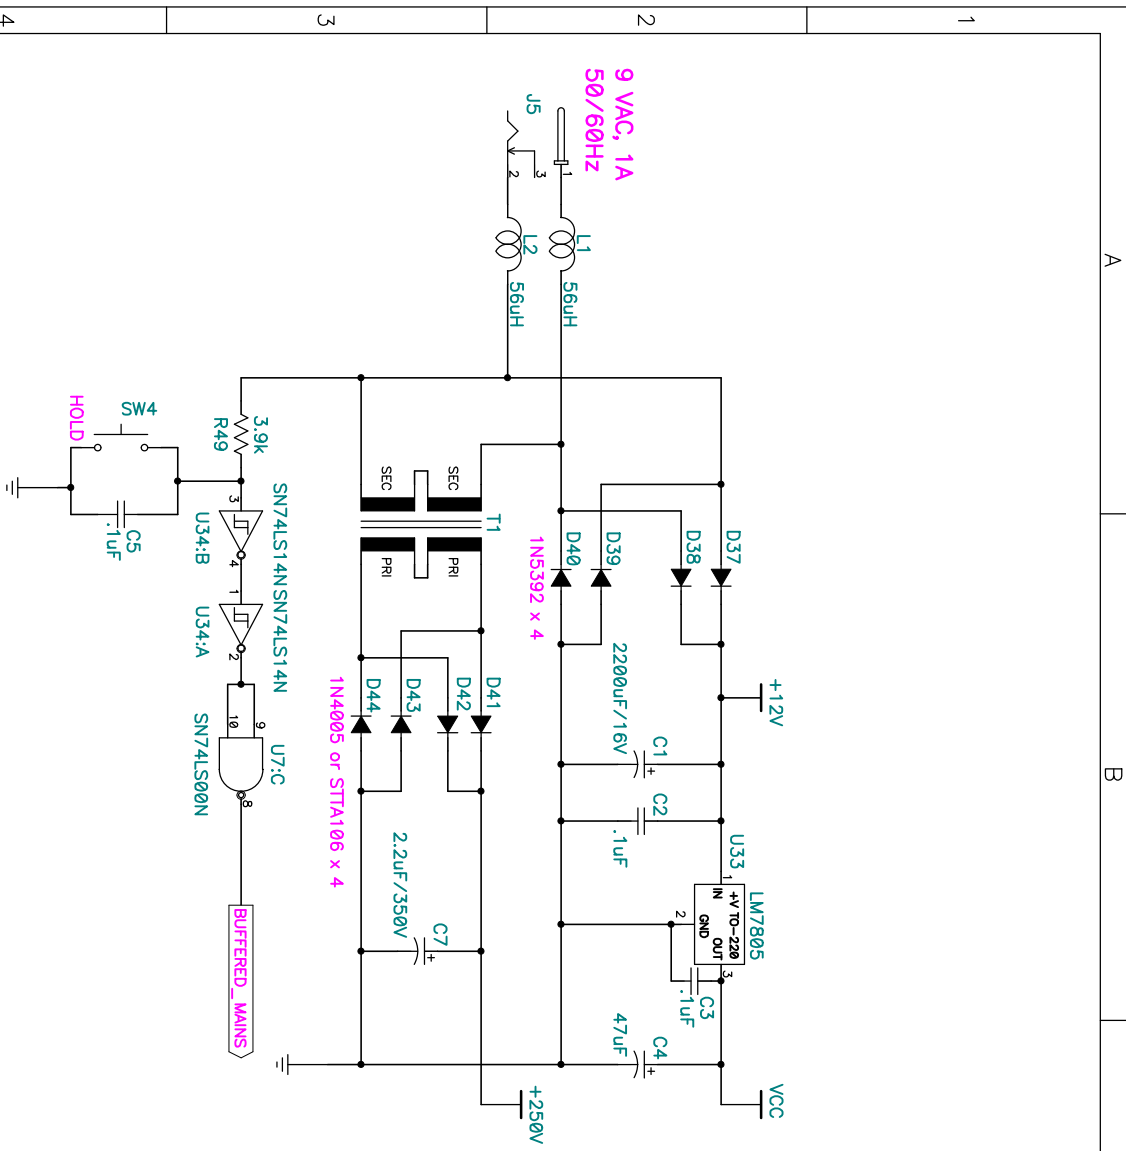 4
3
2
1
A
B
9 VAC, 1A
50/60Hz
J5
1
3
2
L1
56uH
L2
56uH
D37
D38
D39
D40
1N5392 x 4
+12V
2200uF/16V
C1
C2
.1uF
U33
LM7805
+V TO-220
IN
OUT
GND
1
2
3
C3
.1uF
C4
47uF
VCC
T1
SEC
SEC
PRI
PRI
D41
D42
D43
D44
1N4005 or STTA106 x 4
2.2uF/350V
C7
+
+
+
+250V
3.9k
R49
SW4
HOLD
C5
.1uF
SN74LS14N
3
4
U34:B
SN74LS14N
1
2
U34:A
9
10
8
U7:C
SN74LS00N
BUFFERED_MAINS